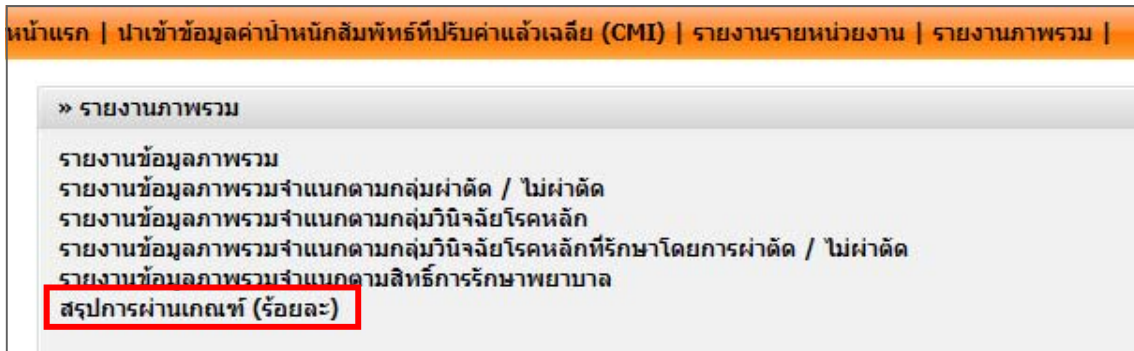 หน้าแรก | นำเข้าข้อมูลค่าน้ำหนักสัมพัทธ์ที่ปรับค่าแล้วเฉลี่ย (CMI) | รายงานรายหน่วยงาน | รายงานภาพรวม |
» รายงานภาพรวม
รายงานข้อมูลภาพรวม
รายงานข้อมูลภาพรวมจำแนกตามกลุ่มผ่าตัด / ไม่ผ่าตัด
รายงานข้อมูลภาพรวมจำแนกตามกลุ่มวินิจฉัยโรคหลัก
รายงานข้อมูลภาพรวมจำแนกตามกลุ่มวินิจฉัยโรคหลักที่รักษาโดยการผ่าตัด / ไม่ผ่าตัด
รายงานข้อมูลภาพรวมจำแนกตามสิทธิ์การรักษาพยาบาล
สรุปการผ่านเกณฑ์ (ร้อยละ)